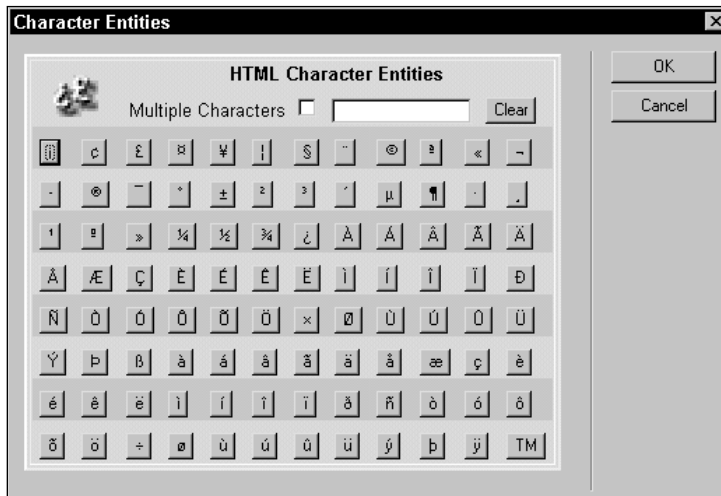 Character Entities
OK
HTML Character Entities
Cancel
Multiple Characters
Clear
¡ ¢ £ ¤ ¥ ¦ § ¨ © ª « ¬
- ® ¯ ° ± ² ³ ´ µ ¶ · ¸
¹ º » ¼ ½ ¾ ¿ À Á Â Ã Ä
Å Æ Ç È É Ê Ë Ì Í Î Ï Ð
Ñ Ò Ó Ô Õ Ö × Ø Ù Ú Û Ü
Ý Þ ß à á â ã ä å æ ç è
é ê ë ì í î ï ð ñ ò ó ô
õ ö ÷ ø ù ú û ü ý þ ÿ TM